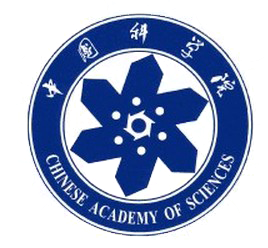 中国科学院
CHINESE ACADEMY OF SCIENCES